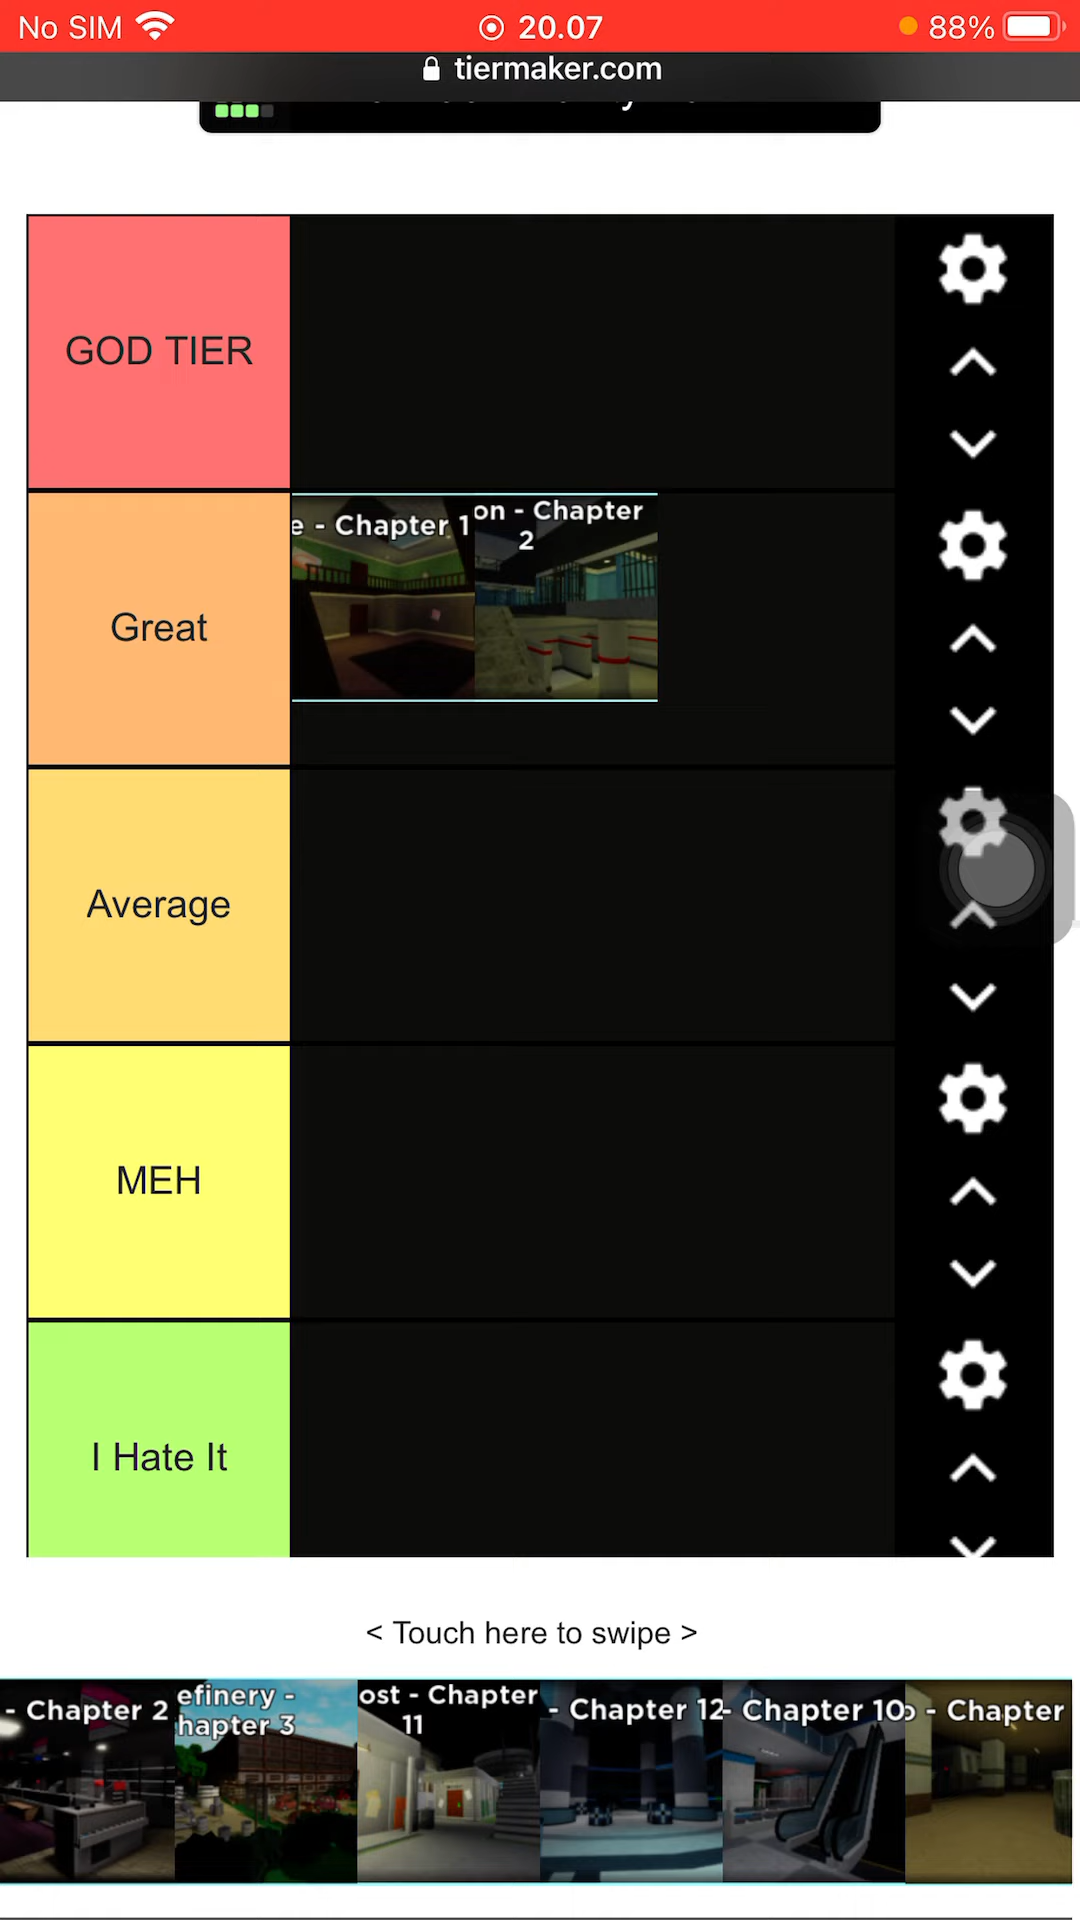 No SIM 20.07 88%
tiermaker.com
GOD TIER
e - Chapter 1
on - Chapter
2
Great
Average
MEH
I Hate It
< Touch here to swipe >
- Chapter 2
efinery -
hapter 3
ost - Chapter
11
- Chapter 12
- Chapter 10
- Chapter